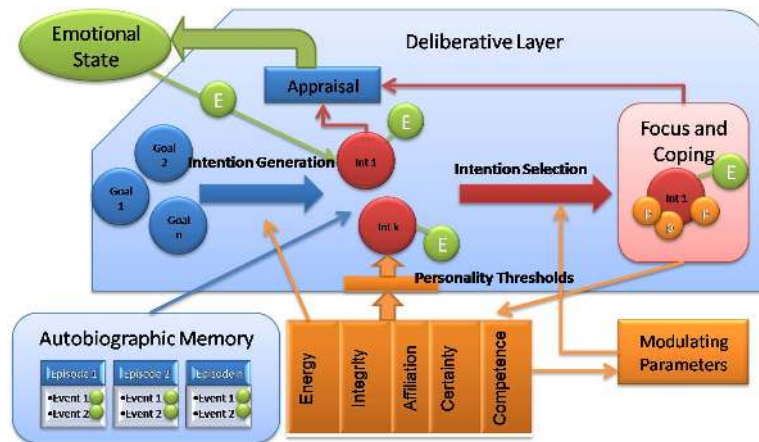 Emotional
State
Deliberative Layer
Appraisal
E
E
Focus and
Coping
Goal
2
Intention Generation
Int 1
Intention Selection
E
Goal
1
Int 1
Goal
n
Int k
E
Personality Thresholds
Autobiographic Memory
Episode 1
Episode 2
Episode n
•Event 1
•Event 1
•Event 1
•Event 2
•Event 2
•Event 2
Energy
Integrity
Affiliation
Certainty
Competence
Modulating
Parameters